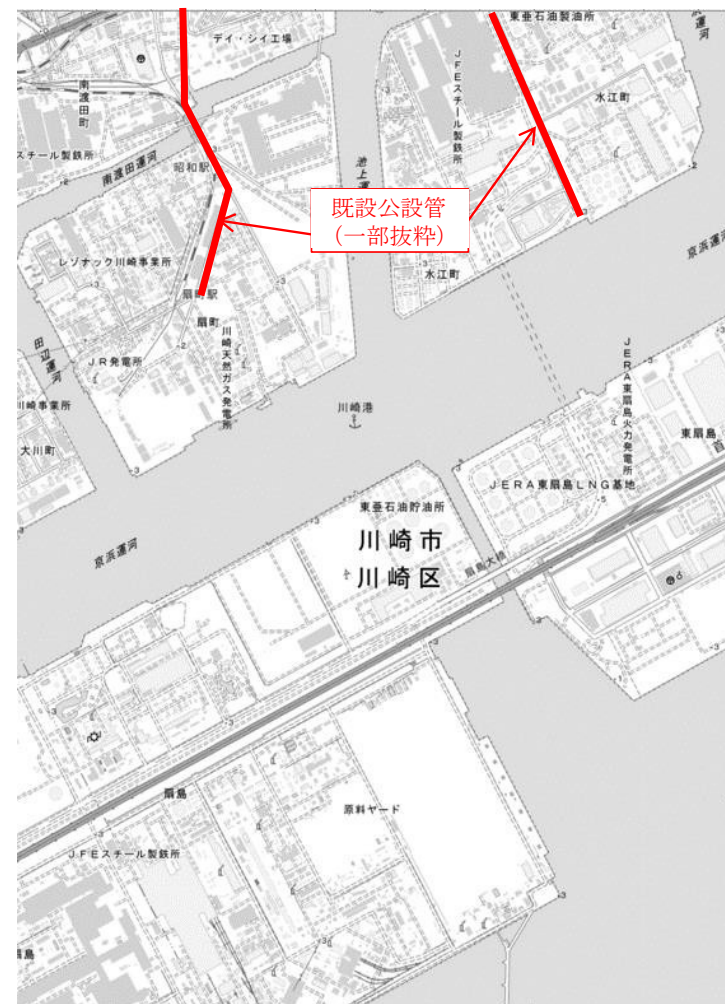 東亜石油製油所
京浜運河
デイ・シイ工場
JFEスチール製鉄所
水江町
南渡田町
スチール製鉄所
南渡田運河
昭和駅
池上運河
既設公設管
（一部抜粋）
京浜運河
レゾナック川崎事業所
水江町
扇町駅
扇町
田辺運河
JR発電所
川崎天然ガス発電所
JERA東扇島火力発電所
川崎事業所
川崎港
大川町
東扇島
JERA東扇島LNG基地
東亜石油貯油所
川崎市
川崎区
京浜運河
扇島大橋
首
扇島
原料ヤード
JFEスチール製鉄所
扇島